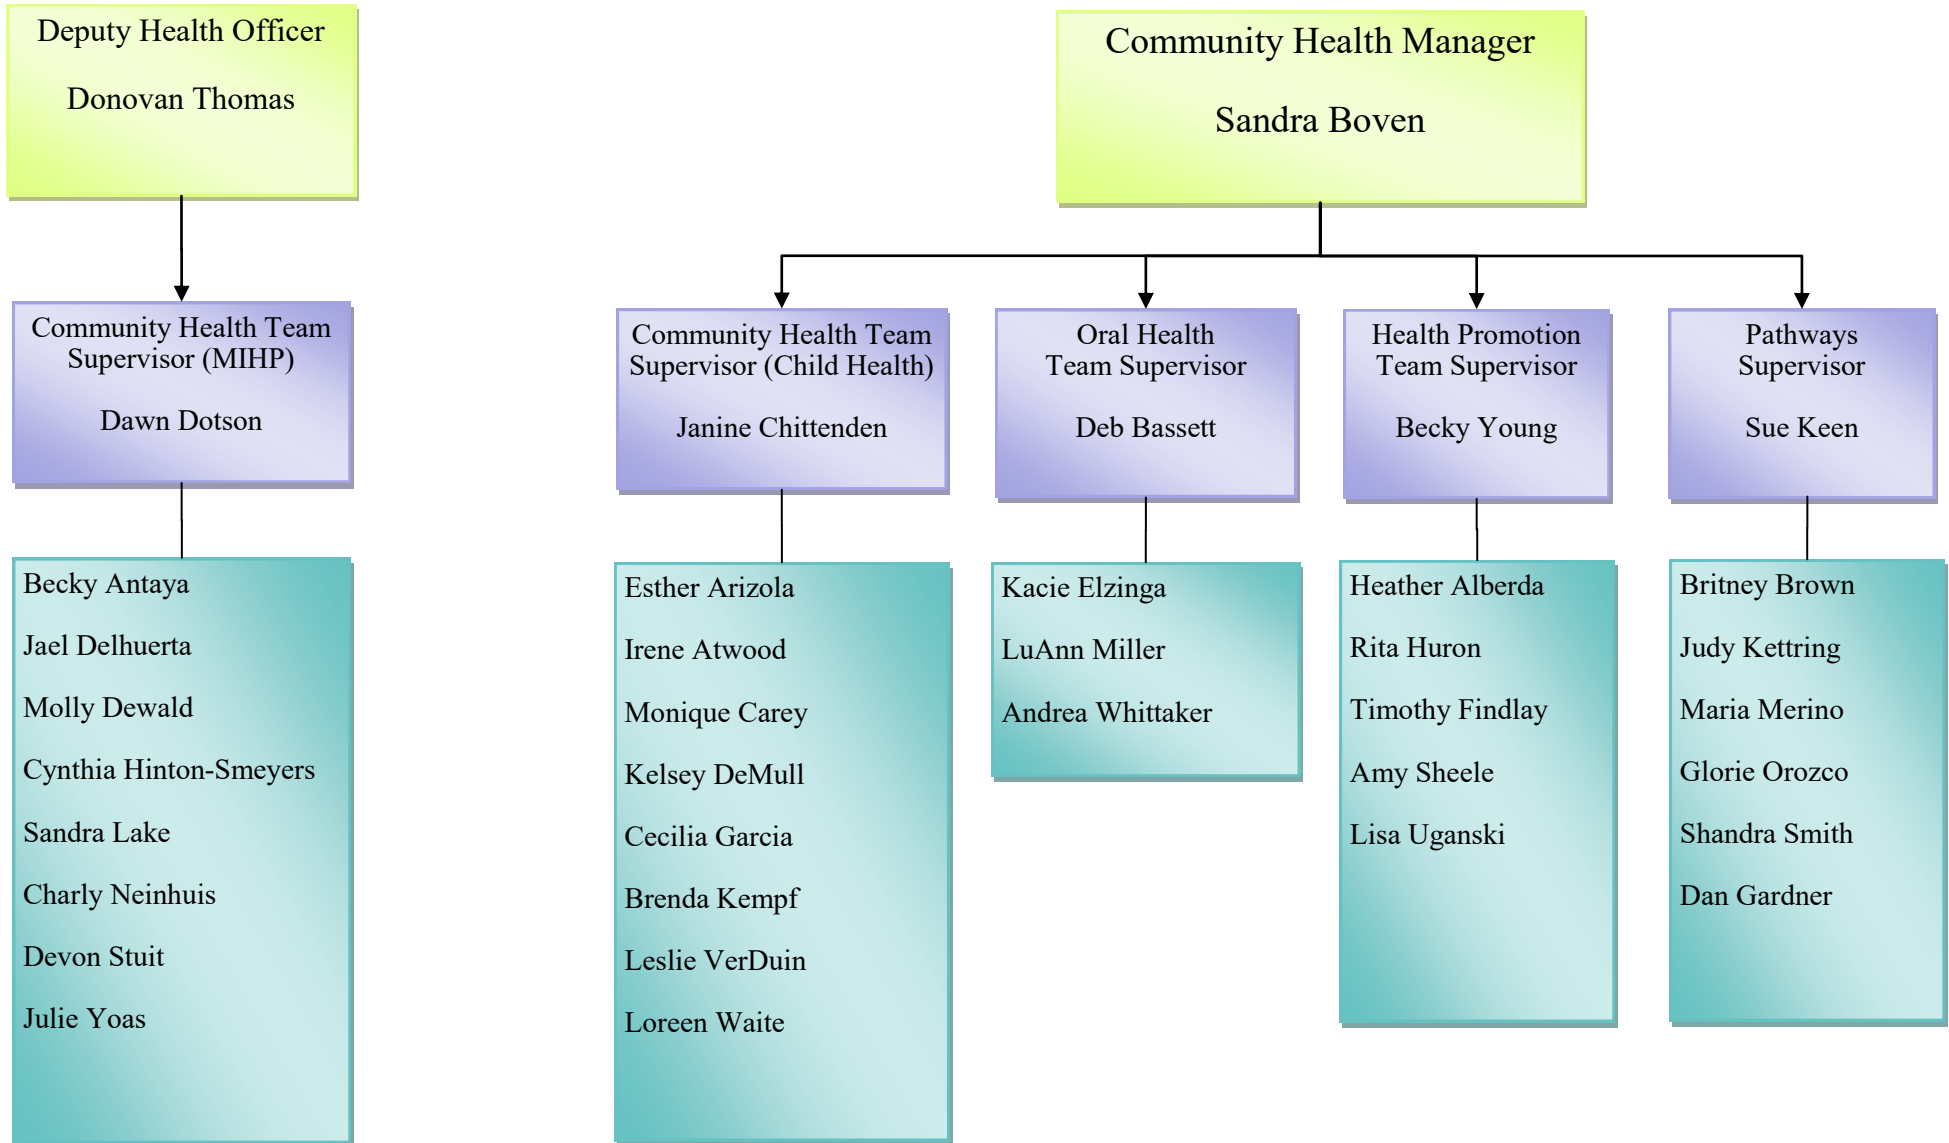 Deputy Health Officer
Donovan Thomas
Community Health Team
Supervisor (MIHP)
Dawn Dotson
Becky Antaya
Jael Delhuerta
Molly Dewald
Cynthia Hinton-Smeyers
Sandra Lake
Charly Neinhuis
Devon Stuit
Julie Yoas
Community Health Manager
Sandra Boven
Community Health Team
Supervisor (Child Health)
Janine Chittenden
Esther Arizola
Irene Atwood
Monique Carey
Kelsey DeMull
Cecilia Garcia
Brenda Kempf
Leslie VerDuin
Loreen Waite
Oral Health
Team Supervisor
Deb Bassett
Kacie Elzinga
LuAnn Miller
Andrea Whittaker
Health Promotion
Team Supervisor
Becky Young
Heather Alberda
Rita Huron
Timothy Findlay
Amy Sheele
Lisa Uganski
Pathways
Supervisor
Sue Keen
Britney Brown
Judy Kettring
Maria Merino
Glorie Orozco
Shandra Smith
Dan Gardner